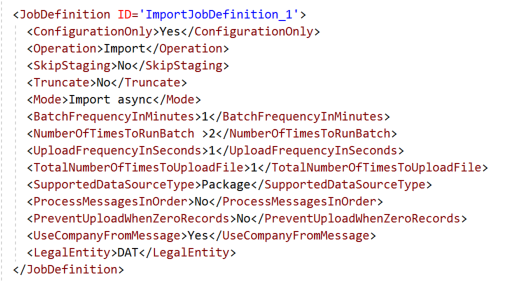 <JobDefinition ID='ImportJobDefinition_1'>
<ConfigurationOnly>Yes</ConfigurationOnly>
<Operation>Import</Operation>
<SkipStaging>No</SkipStaging>
<Truncate>No</Truncate>
<Mode>Import async</Mode>
<BatchFrequencyInMinutes>1</BatchFrequencyInMinutes>
<NumberOfTimesToRunBatch >2</NumberOfTimesToRunBatch>
<UploadFrequencyInSeconds>1</UploadFrequencyInSeconds>
<TotalNumberOfTimesToUploadFile>1</TotalNumberOfTimesToUploadFile>
<SupportedDataSourceType>Package</SupportedDataSourceType>
<ProcessMessagesInOrder>No</ProcessMessagesInOrder>
<PreventUploadWhenZeroRecords>No</PreventUploadWhenZeroRecords>
<UseCompanyFromMessage>Yes</UseCompanyFromMessage>
<LegalEntity>DAT</LegalEntity>
</JobDefinition>